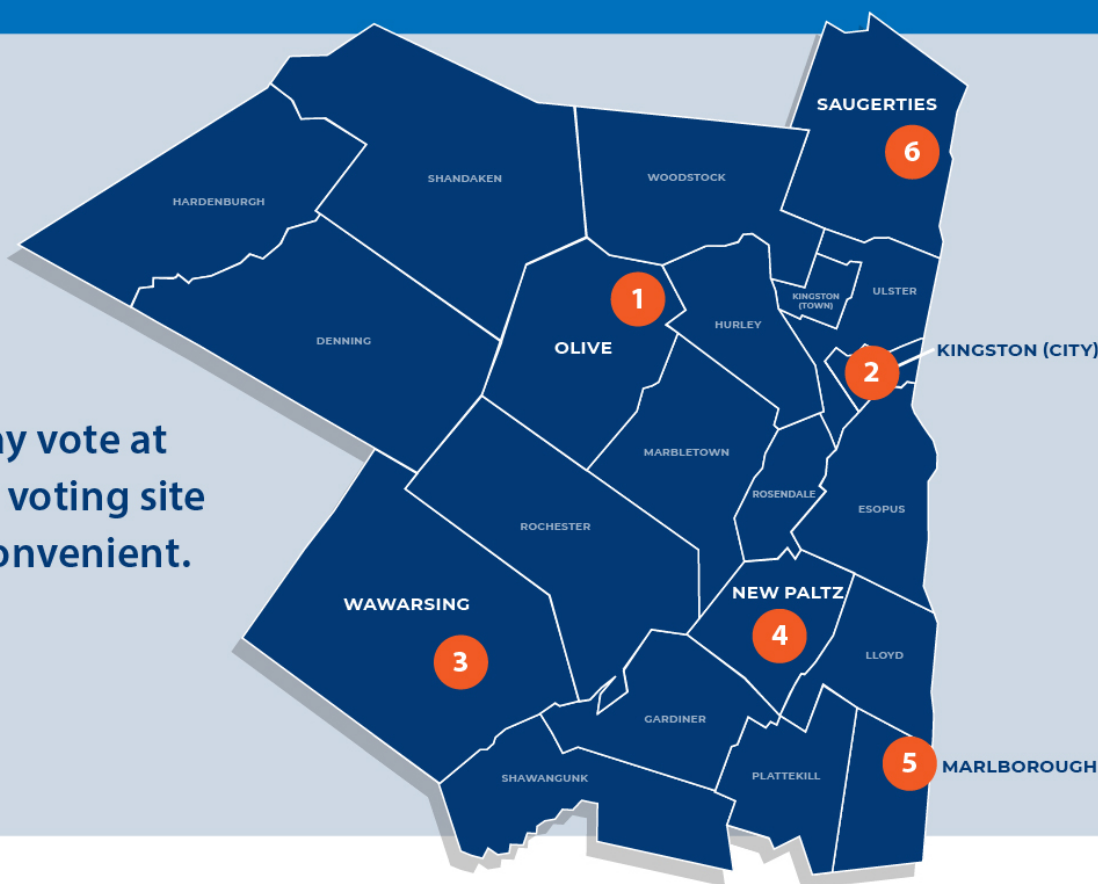 SAUGERTIES
6
SHANDAKEN
WOODSTOCK
HARDENBURGH
KINGSTON
(TOWN)
ULSTER
1
HURLEY
DENNING
OLIVE
KINGSTON (CITY)
2
vote at
voting site
MARBLETOWN
ROSENDALE
ESOPUS
ROCHESTER
WAWARSING
3
NEW PALTZ
4
LLOYD
GARDINER
SHAWANGUNK
PLATTEKILL
5
MARLBOROUGH